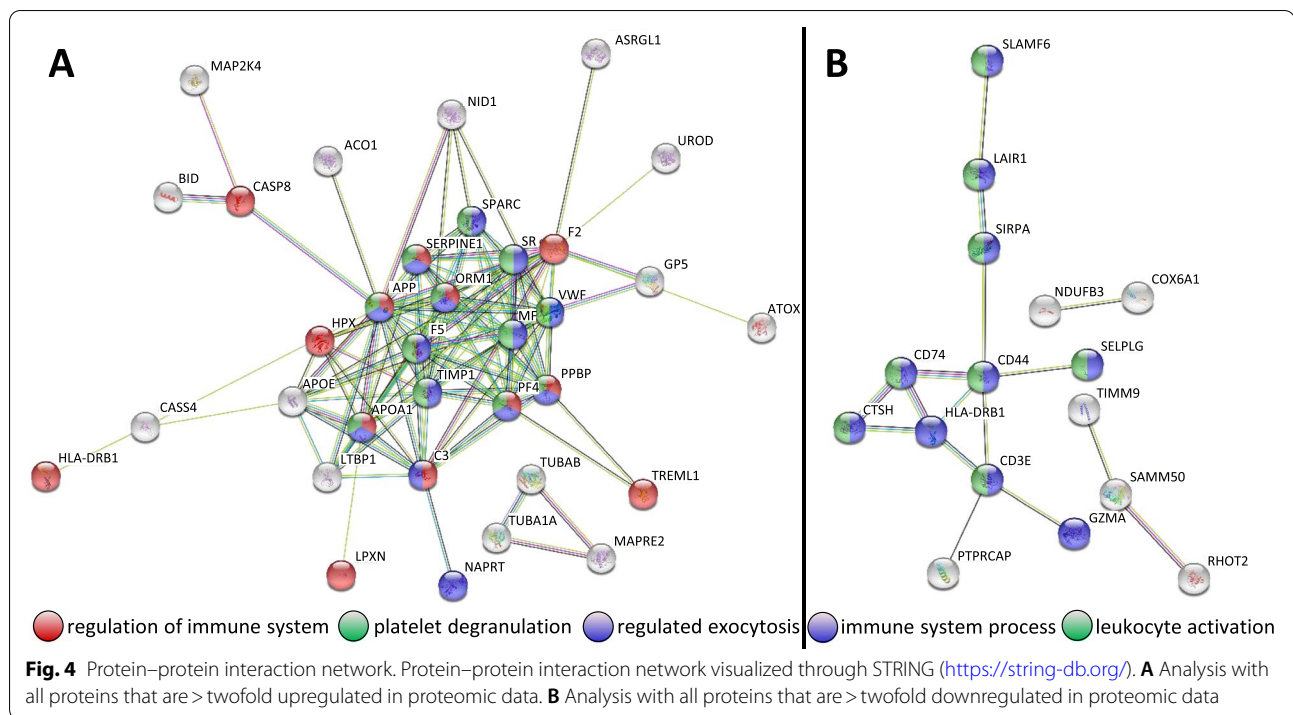 A
B
ASRGL1
SLAMF6
MAP2K4
NID1
ACO1
UROD
LAIR1
BID
CASP8
SPARC
SERPINE1
SR
F2
SIRPA
GP5
ORM1
APP
VWF
COX6A1
NDUFB3
ATOX
HPX
F5
MF
CD74
CD44
SELPLG
TIMP1
PPBP
APOE
PF4
CASS4
APOA1
CTSH
HLA-DRB1
TIMM9
HLA-DRB1
LTBP1
C3
TUBAB
TREML1
CD3E
SAMM50
TUBA1A
MAPRE2
GZMA
LPXN
NAPRT
PTPRCAP
RHOT2
regulation of immune system platelet degranulation regulated exocytosis immune system process leukocyte activation
Fig. 4 Protein–protein interaction network. Protein–protein interaction network visualized through STRING (https://string-db.org/). A Analysis with
all proteins that are > twofold upregulated in proteomic data. B Analysis with all proteins that are > twofold downregulated in proteomic data